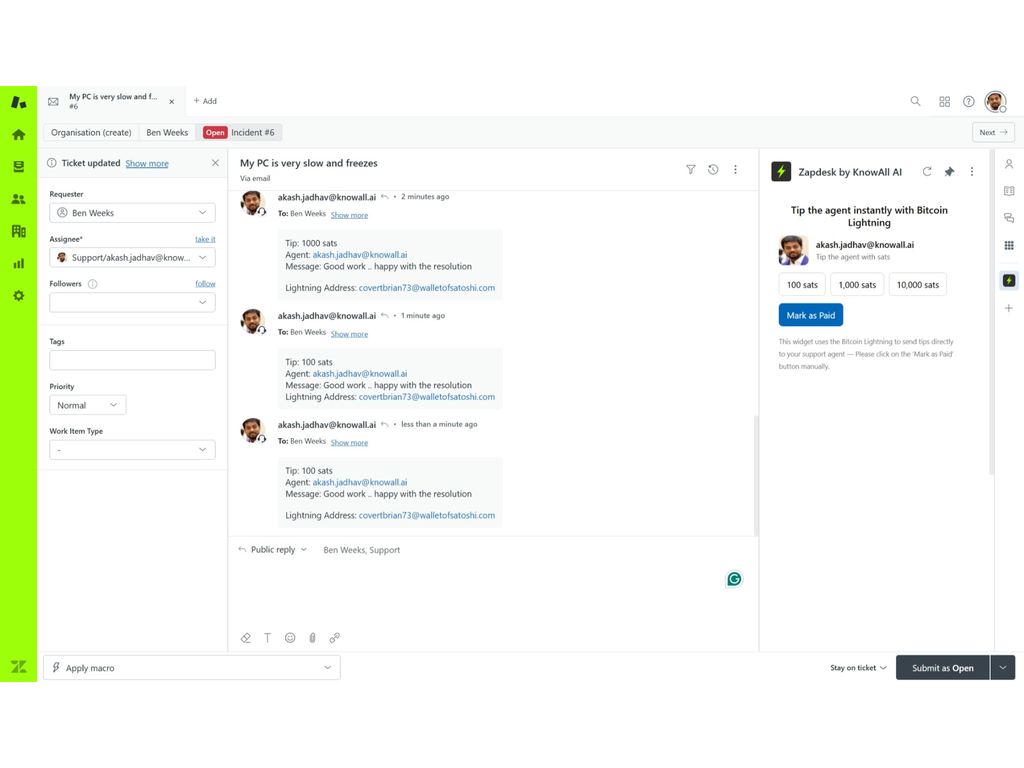 My PC is very slow and f...
#6
+ Add
Organisation (create)
Ben Weeks
Open Incident #6
Next
Ticket updated Show more
Requester
Ben Weeks
Assignee* take it
Support/akash.jadhav@know...
Followers follow
Tags
Priority
Normal
Work Item Type
-
My PC is very slow and freezes
Via email
akash.jadhav@knowall.ai • 2 minutes ago
To: Ben Weeks Show more
Tip: 1000 sats
Agent: akash.jadhav@knowall.ai
Message: Good work .. happy with the resolution
Lightning Address: covertbrian73@walletofsatoshi.com
akash.jadhav@knowall.ai • 1 minute ago
To: Ben Weeks Show more
Tip: 100 sats
Agent: akash.jadhav@knowall.ai
Message: Good work .. happy with the resolution
Lightning Address: covertbrian73@walletofsatoshi.com
akash.jadhav@knowall.ai • less than a minute ago
To: Ben Weeks Show more
Tip: 100 sats
Agent: akash.jadhav@knowall.ai
Message: Good work .. happy with the resolution
Lightning Address: covertbrian73@walletofsatoshi.com
Public reply
Ben Weeks, Support
Zapdesk by KnowAll AI
Tip the agent instantly with Bitcoin
Lightning
akash.jadhav@knowall.ai
Tip the agent with sats
100 sats
1,000 sats
10,000 sats
Mark as Paid
This widget uses the Bitcoin Lightning to send tips directly
to your support agent — Please click on the 'Mark as Paid'
button manually.
Apply macro
Stay on ticket
Submit as Open